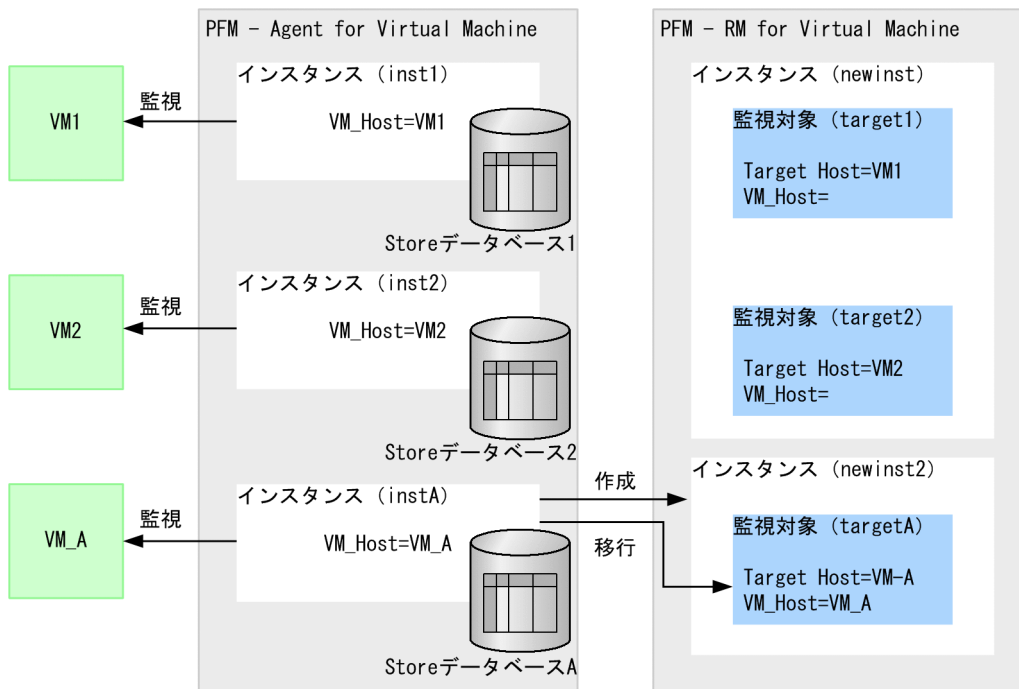 PFM - Agent for Virtual Machine
PFM - RM for Virtual Machine
インスタンス (inst1)
VM_Host=VM1
Storeデータベース1
VM1
監視
インスタンス (inst2)
VM_Host=VM2
Storeデータベース2
VM2
監視
インスタンス (instA)
VM_Host=VM_A
StoreデータベースA
VM_A
監視
作成
移行
インスタンス (newinst)
監視対象 (target1)
Target Host=VM1
VM_Host=
監視対象 (target2)
Target Host=VM2
VM_Host=
インスタンス (newinst2)
監視対象 (targetA)
Target Host=VM-A
VM_Host=VM_A